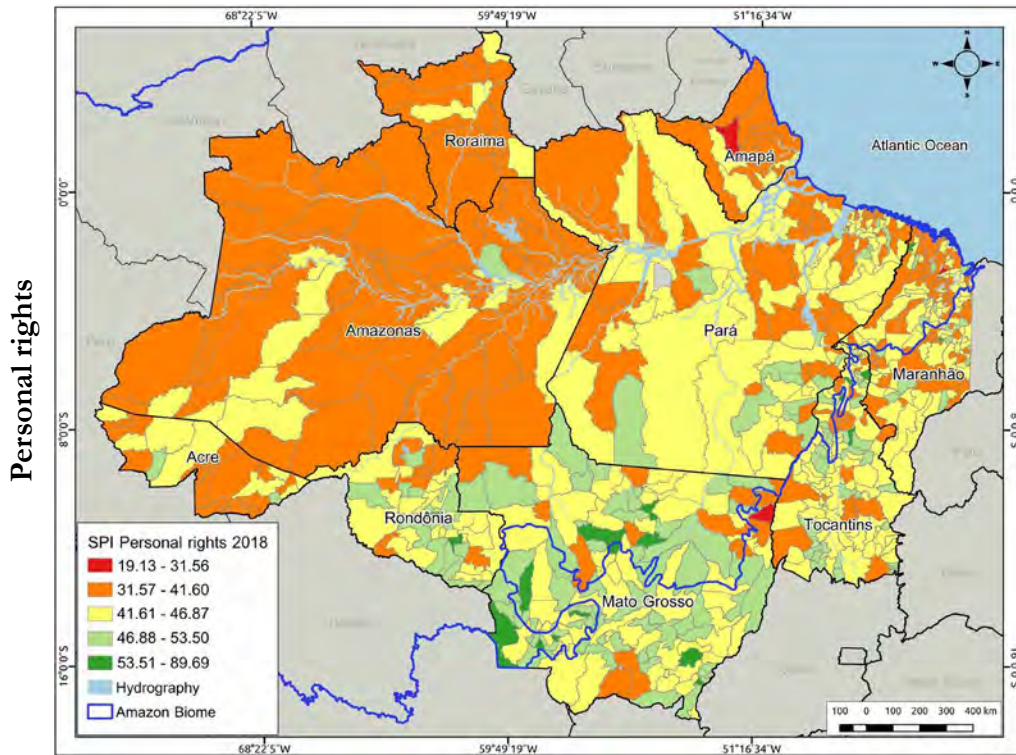 68°22'5"W 59°49'19"W 51°16'34"W
Personal rights
Roraima
Amapá
Atlantic Ocean
0°0'0"
0°0'0"
Amazonas
Pará
Maranhão
8°0'0"S
8°0'0"S
Acre
Rondônia
Tocantins
Mato Grosso
16°0'0"S
16°0'0"S
SPI Personal rights 2018
19.13 - 31.56
31.57 - 41.60
41.61 - 46.87
46.88 - 53.50
53.51 - 89.69
Hydrography
Amazon Biome
100 0 100 200 300 400 km
68°22'5"W 59°49'19"W 51°16'34"W